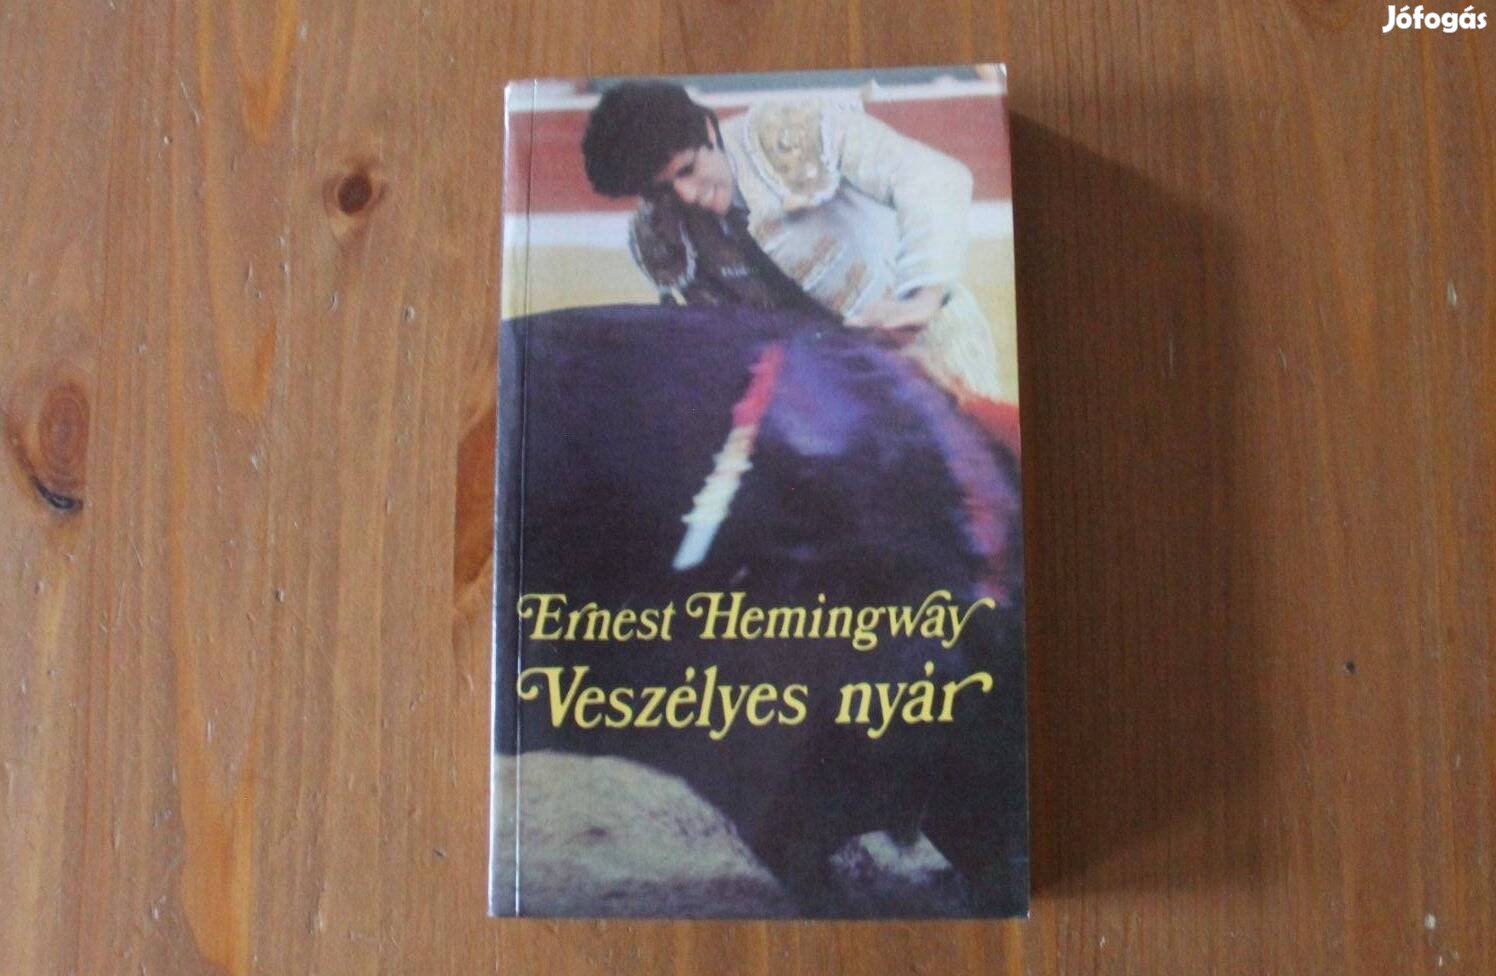 Jófogás
Ernest Hemingway
Veszélyes nyár